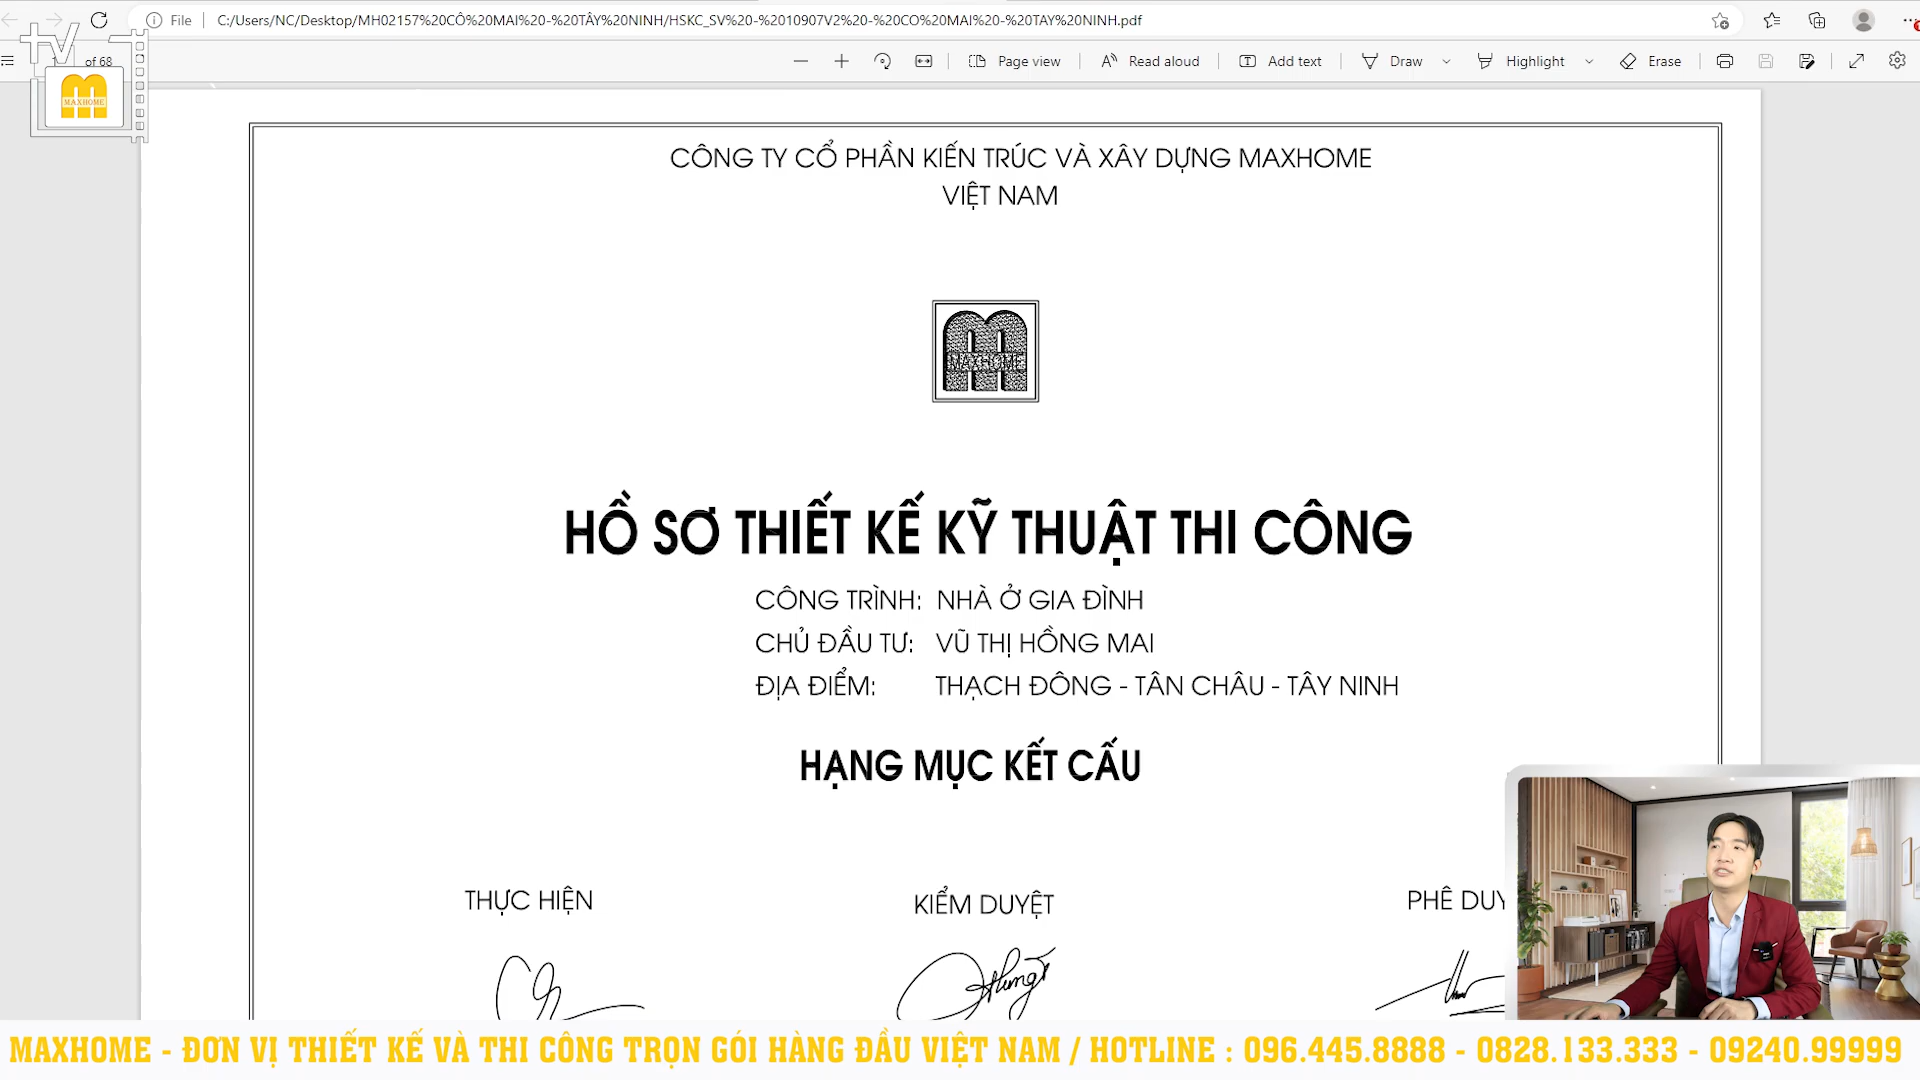 File
C:/Users/NC/Desktop/MH02157%20CÔ%20MAI%20-%20TÂY%20NINH/HSKC_SV%20-%2010907V2%20-%20CO%20MAI%20-%20TAY%20NINH.pdf
tv
of 68
Page view
Read aloud
Add text
Draw
Highlight
Erase
MAXHOME
CÔNG TY CỔ PHẦN KIẾN TRÚC VÀ XÂY DỰNG MAXHOME
VIỆT NAM
MAXHOME
HỒ SƠ THIẾT KẾ KỸ THUẬT THI CÔNG
CÔNG TRÌNH: NHÀ Ở GIA ĐÌNH
CHỦ ĐẦU TƯ: VŨ THỊ HỒNG MAI
ĐỊA ĐIỂM: THẠCH ĐÔNG - TÂN CHÂU - TÂY NINH
HẠNG MỤC KẾT CẤU
THỰC HIỆN
KIỂM DUYỆT
PHÊ DUY
MAXHOME - ĐƠN VỊ THIẾT KẾ VÀ THI CÔNG TRỌN GÓI HÀNG ĐẦU VIỆT NAM / HOTLINE : 096.445.8888 - 0828.133.333 - 09240.99999